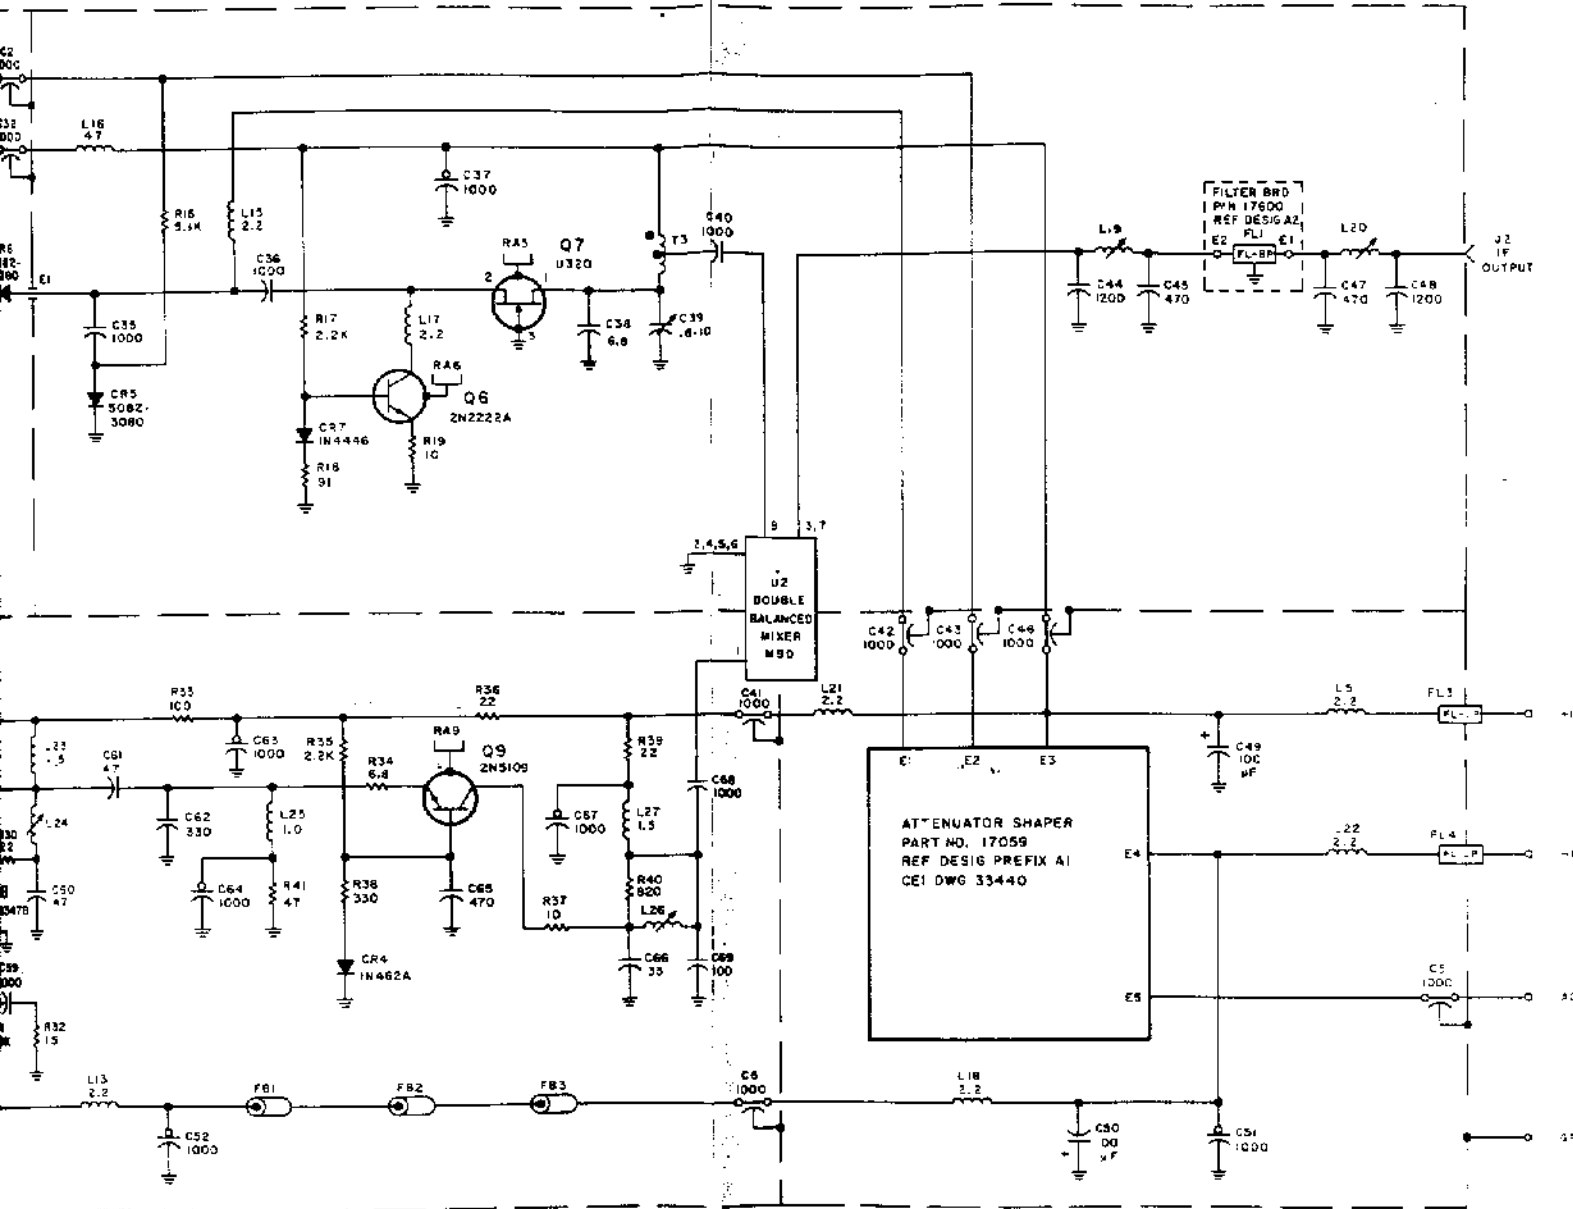 L16
47
C37
1000
R16
L15
2.2
C36
1000
E1
C35
1000
CR5
5082-
3080
R17
2.2K
L17
2.2
RA5
Q7
U320
2
1
3
C38
6.8
C39
T3
C40
1000
RA6
Q6
2N2222A
CR7
1N4446
R18
91
R19
10
L19
C44
1200
C45
470
FILTER BRD
P/N 17600
REF DESIG A2
FL1
E2
FL-BP
E1
L20
C47
470
C48
1200
J2
IF
OUTPUT
8
3,7
2,4,5,6
U2
DOUBLE
BALANCED
MIXER
M9D
C42
1000
C43
1000
C46
1000
R33
100
R36
22
C41
1000
L21
2.2
L5
2.2
FL3
C61
47
C63
1000
R35
2.2K
R34
6.8
RA9
Q9
2N5109
R39
22
C68
1000
C67
1000
L27
1.5
L24
C62
330
L25
1.0
C64
1000
R41
47
R38
330
C65
470
R37
10
R40
820
L26
C66
33
C69
100
CR4
1N462A
C60
47
R32
15
E1
E2
E3
ATTENUATOR SHAPER
PART NO. 17059
REF DESIG PREFIX A1
CEI DWG 33440
E4
E5
C49
100
µF
L22
2.2
FL4
C5
1000
L13
2.2
FB1
FB2
FB3
C6
1000
L18
2.2
C52
1000
C50
µF
C51
1000